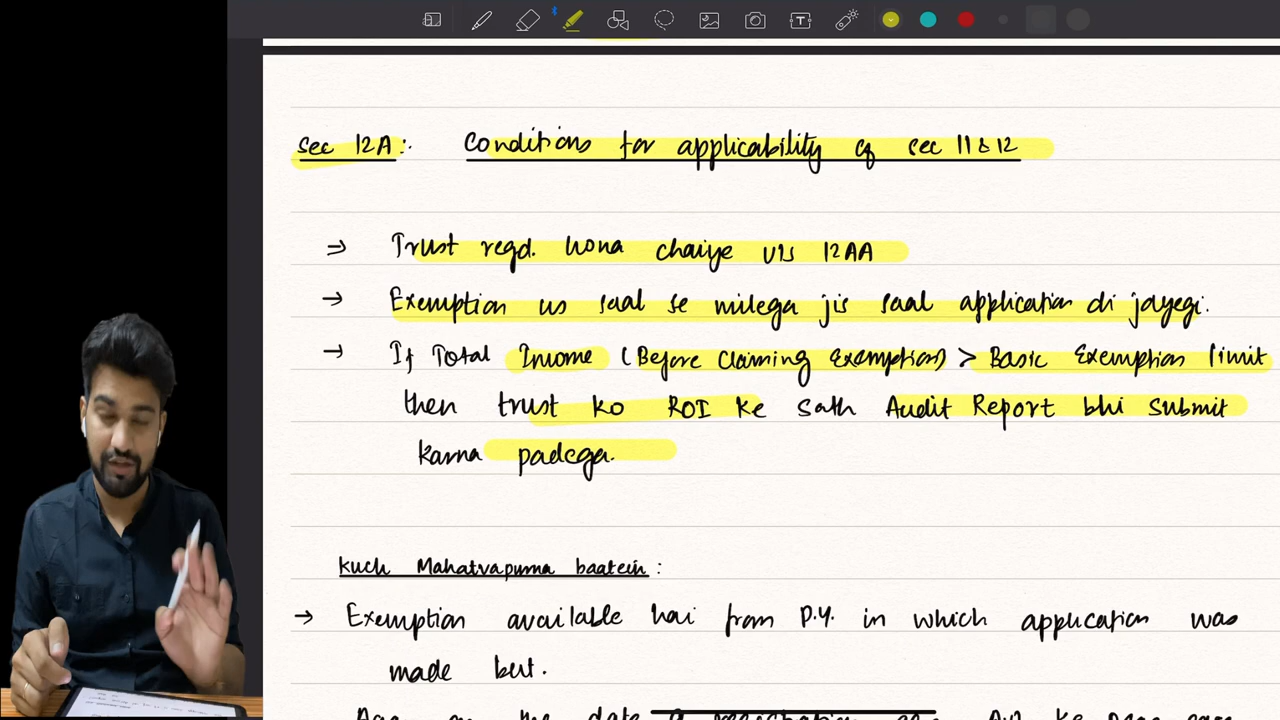 Sec 12A:. Conditions for applicability of sec 11 & 12
→ Trust regd. hona chaiye u/s 12AA
→ Exemption us saal se milega jis saal application di jayegi.
→ If Total Income (Before Claiming Exemption) > Basic Exemption limit
then trust ko ROI ke sath Audit Report bhi submit
karna padega.
Kuch Mahatvapurna baatein:
→ Exemption available hai from P.Y. in which application was
made but.
on the date